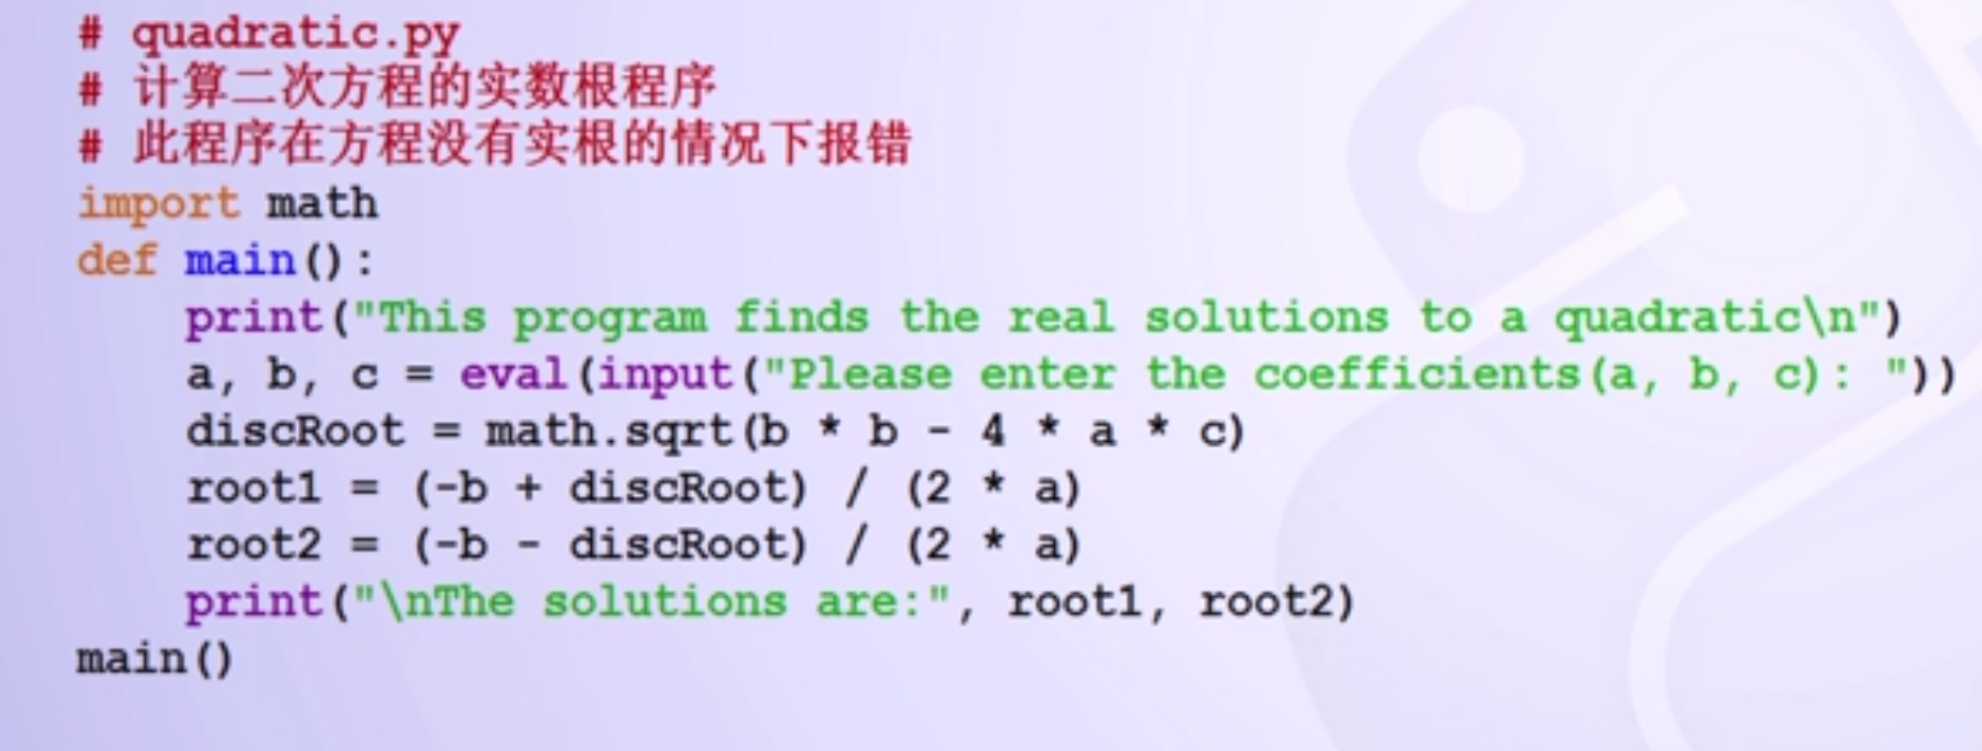 # quadratic.py
# 计算二次方程的实数根程序
# 此程序在方程没有实根的情况下报错
import math
def main():
    print("This program finds the real solutions to a quadratic\n")
    a, b, c = eval(input("Please enter the coefficients(a, b, c): "))
    discRoot = math.sqrt(b * b - 4 * a * c)
    root1 = (-b + discRoot) / (2 * a)
    root2 = (-b - discRoot) / (2 * a)
    print("\nThe solutions are:", root1, root2)
main()